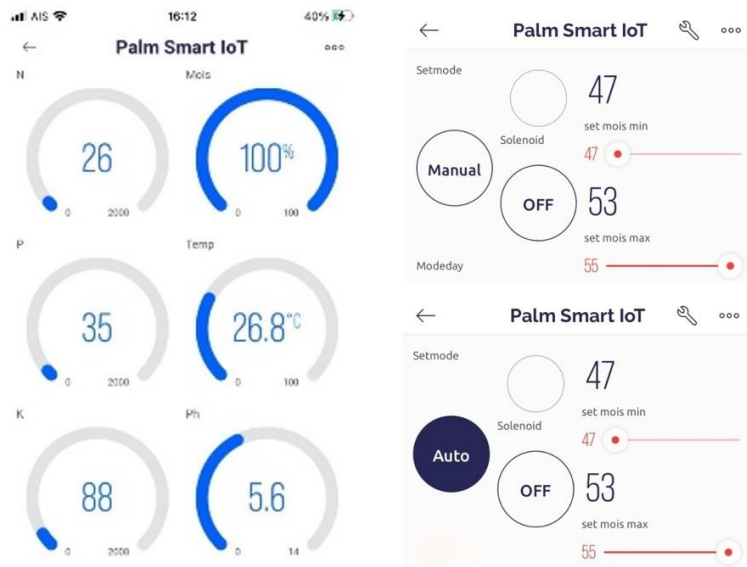 AIS 16:12 40%
Palm Smart IoT
N Mois
26 100%
0 2000 0 100
P Temp
35 26.8°C
0 2000 0 100
K Ph
88 5.6
0 2000 0 14
Palm Smart IoT
Setmode
47
set mois min
Solenoid
47
Manual
OFF
53
set mois max
Modeday
55
Palm Smart IoT
Setmode
47
set mois min
Solenoid
47
Auto
OFF
53
set mois max
55